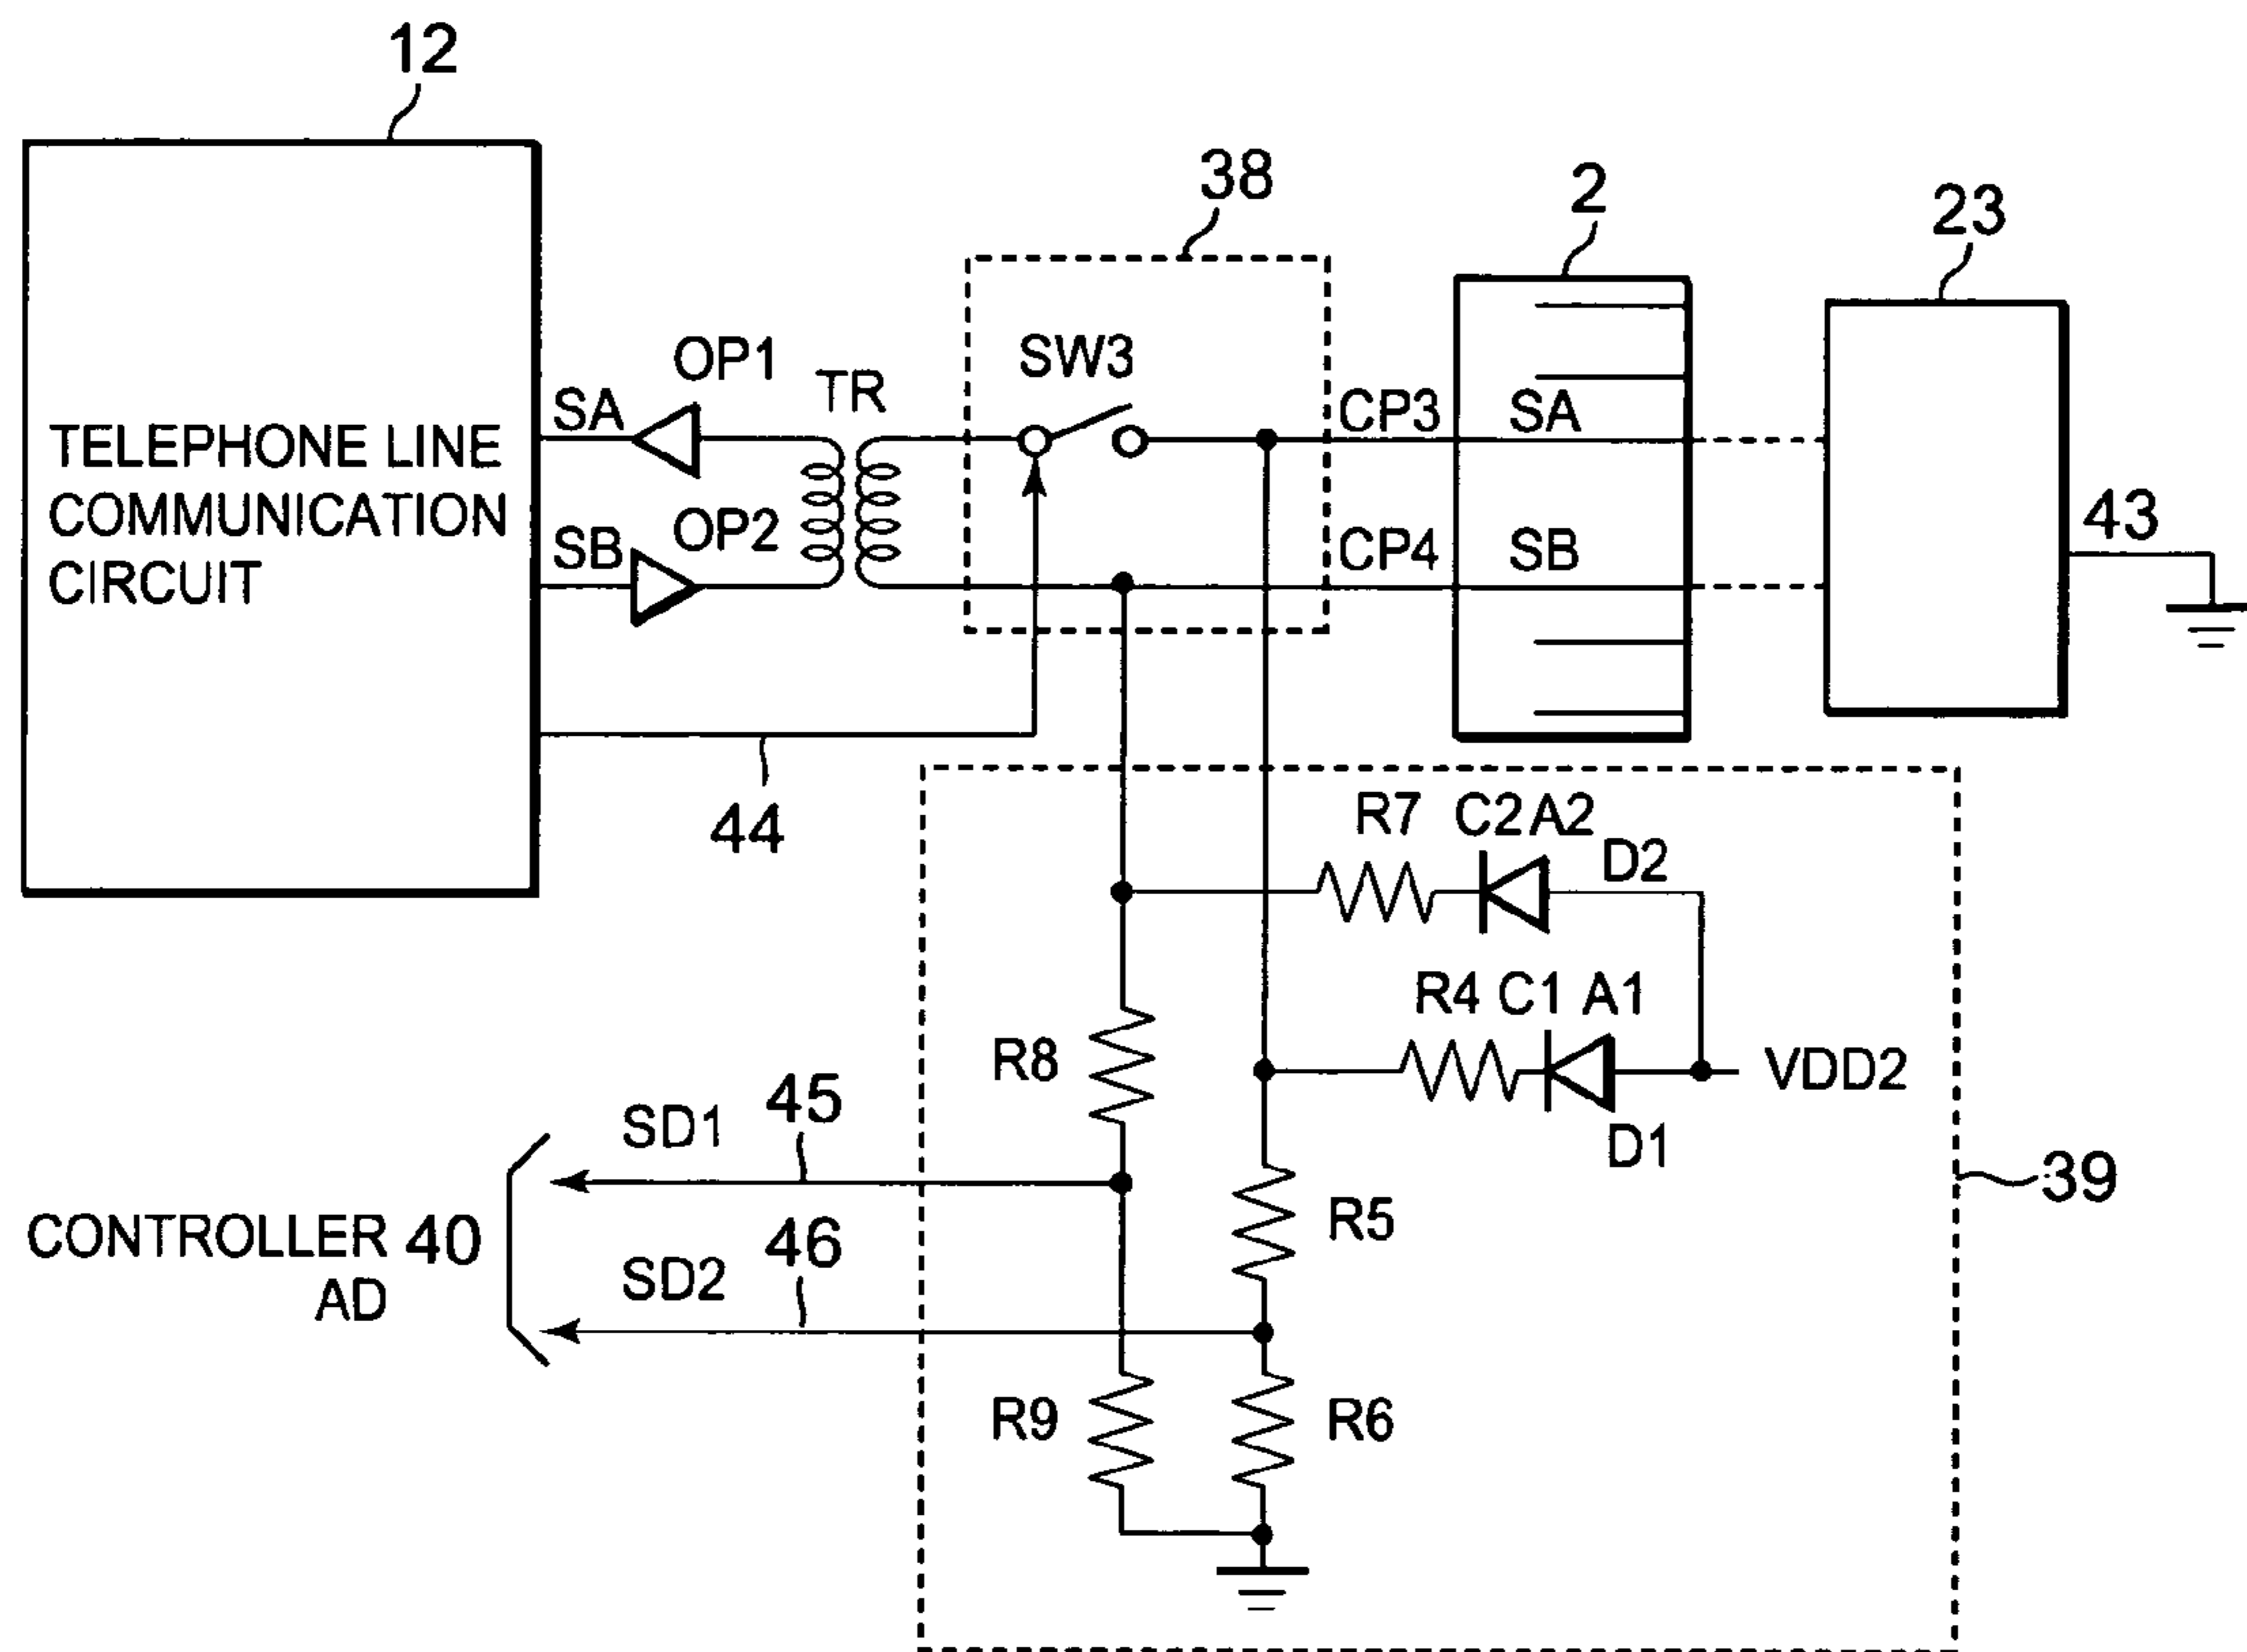 12
38
2
23
OP1
TR
SW3
SA
CP3
SA
TELEPHONE LINE
COMMUNICATION
CIRCUIT
SB
OP2
CP4
SB
43
44
R7 C2 A2
D2
R4 C1 A1
R8
VDD2
D1
SD1
45
39
CONTROLLER 40
AD
SD2
46
R5
R9
R6